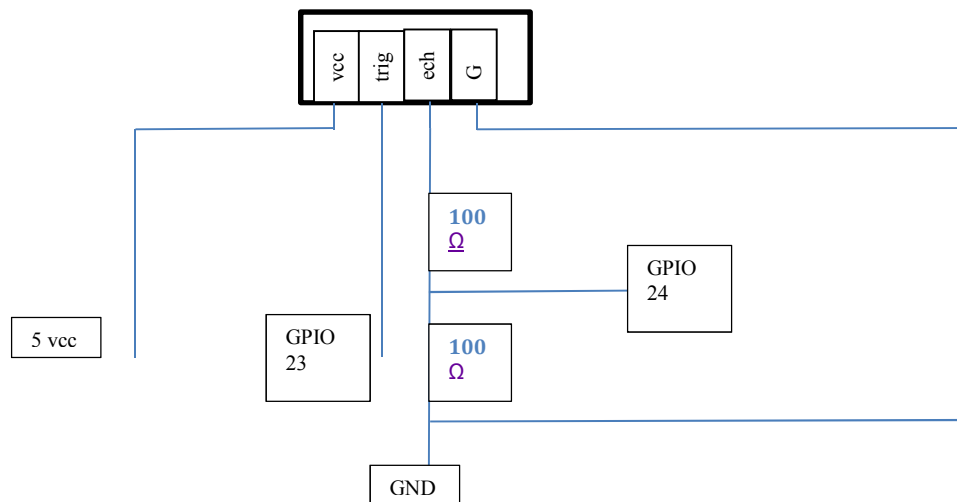 vcc
trig
ech
G
100
Ω
GPIO
24
5 vcc
GPIO
23
100
Ω
GND